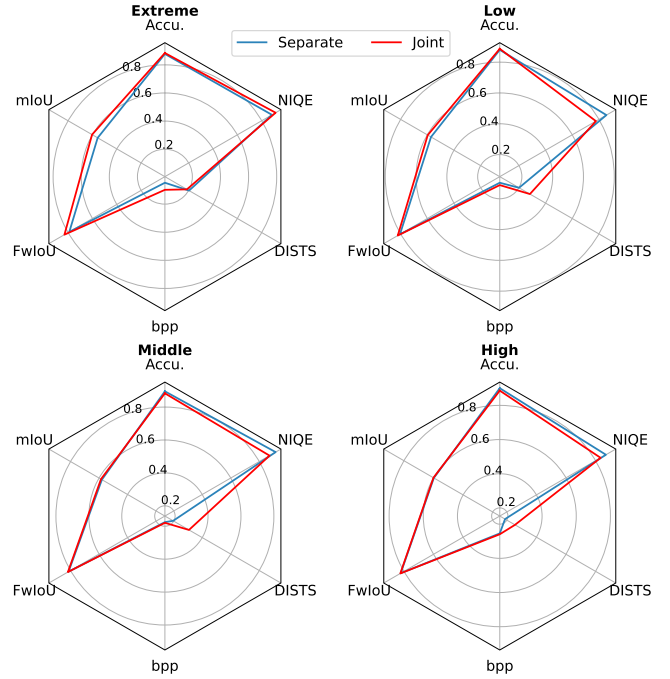 Extreme
Accu.
Low
Accu.
Separate
Joint
mIoU
NIQE
0.8
0.6
0.4
0.2
FwIoU
DISTS
bpp
mIoU
NIQE
0.8
0.6
0.4
0.2
FwIoU
DISTS
bpp
Middle
Accu.
mIoU
NIQE
0.8
0.6
0.4
0.2
FwIoU
DISTS
bpp
High
Accu.
mIoU
NIQE
0.8
0.6
0.4
0.2
FwIoU
DISTS
bpp